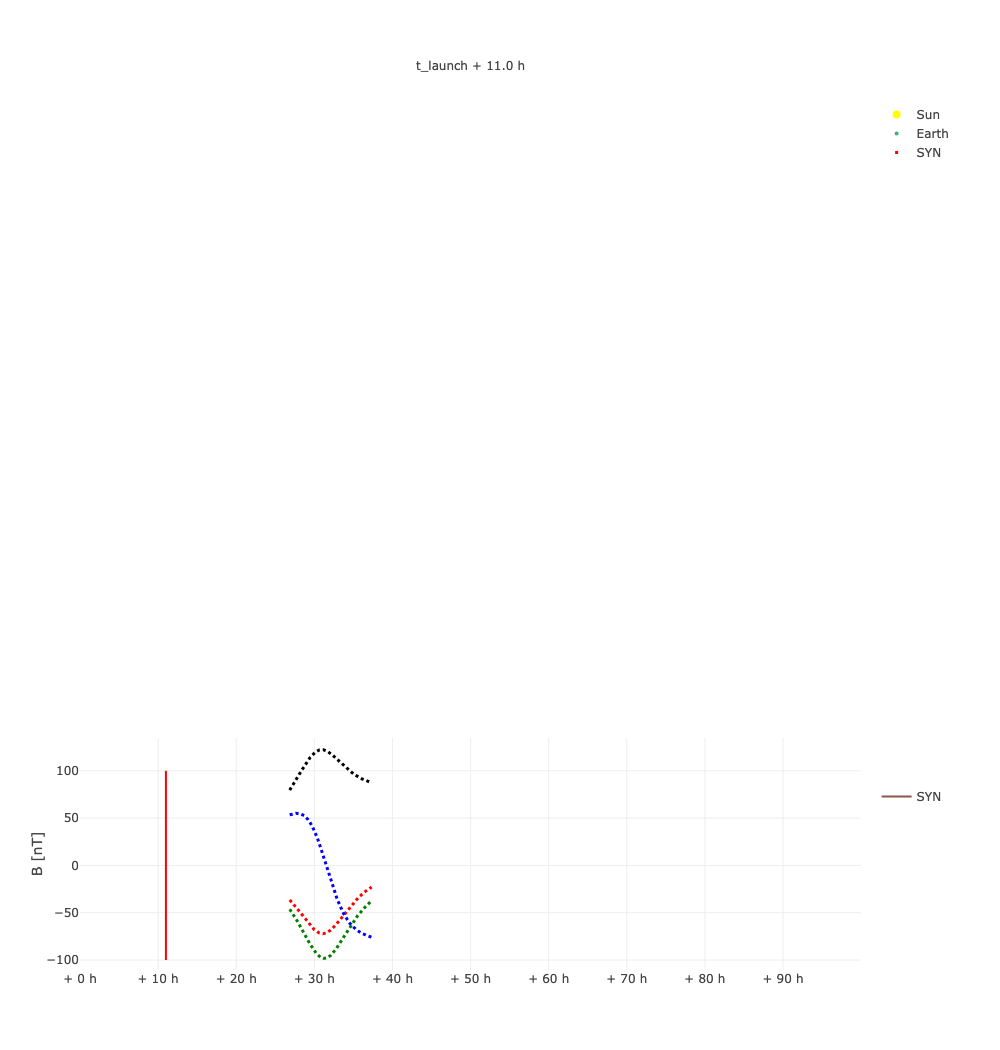 t_launch + 11.0 h
Sun
Earth
SYN
100
50
0
−50
−100
B [nT]
SYN
+ 0 h
+ 10 h
+ 20 h
+ 30 h
+ 40 h
+ 50 h
+ 60 h
+ 70 h
+ 80 h
+ 90 h